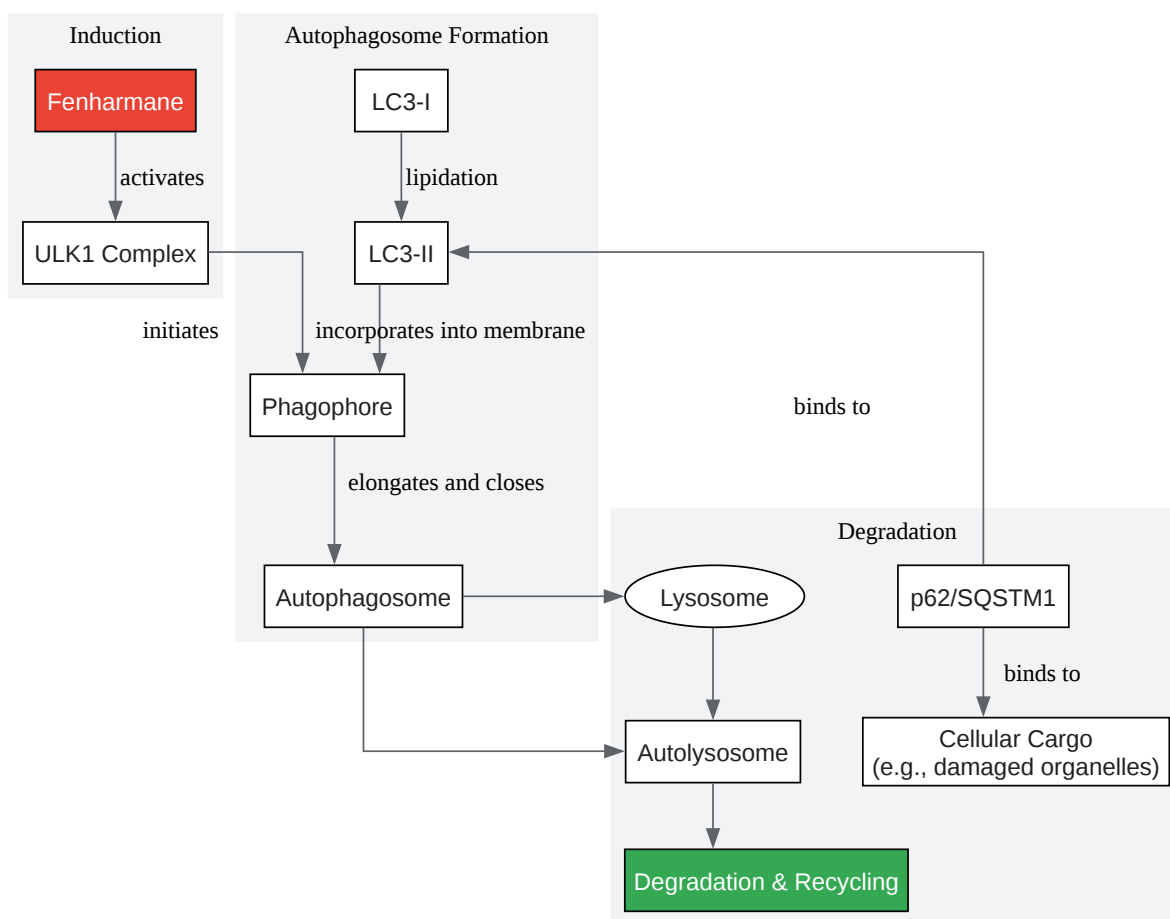 Induction
Autophagosome Formation
Fenharmane
LC3-I
activates
lipidation
ULK1 Complex
LC3-II
initiates
incorporates into membrane
Phagophore
binds to
elongates and closes
Degradation
Autophagosome
Lysosome
p62/SQSTM1
binds to
Autolysosome
Cellular Cargo
(e.g., damaged organelles)
Degradation & Recycling